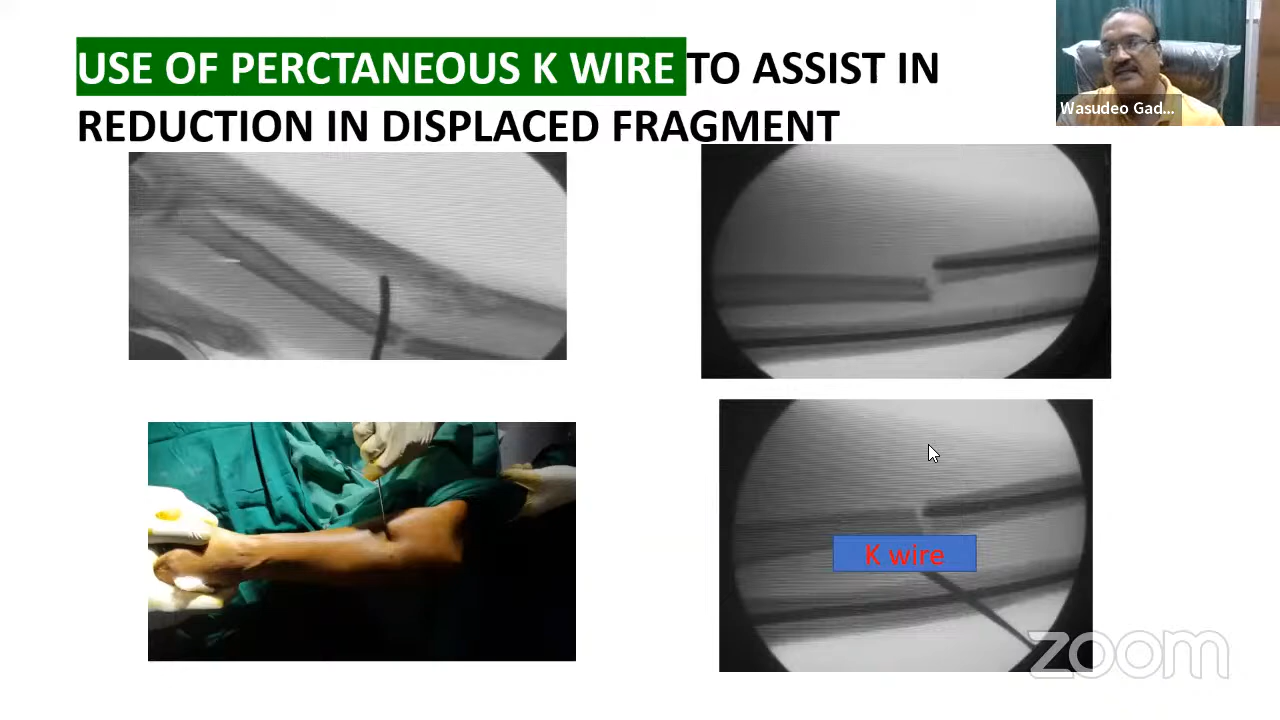 USE OF PERCTANEOUS K WIRE TO ASSIST IN
REDUCTION IN DISPLACED FRAGMENT
Wasudeo Gad...
K wire
zoom